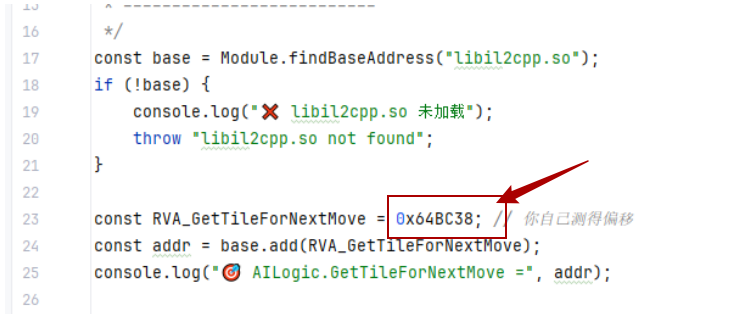 15 * --------------------------
16 */
17 const base = Module.findBaseAddress("libil2cpp.so");
18 if (!base) {
19 console.log("❌ libil2cpp.so 未加载");
20 throw "libil2cpp.so not found";
21 }
22
23 const RVA_GetTileForNextMove = 0x64BC38; // 你自己测得偏移
24 const addr = base.add(RVA_GetTileForNextMove);
25 console.log("🎯 AILogic.GetTileForNextMove =", addr);
26